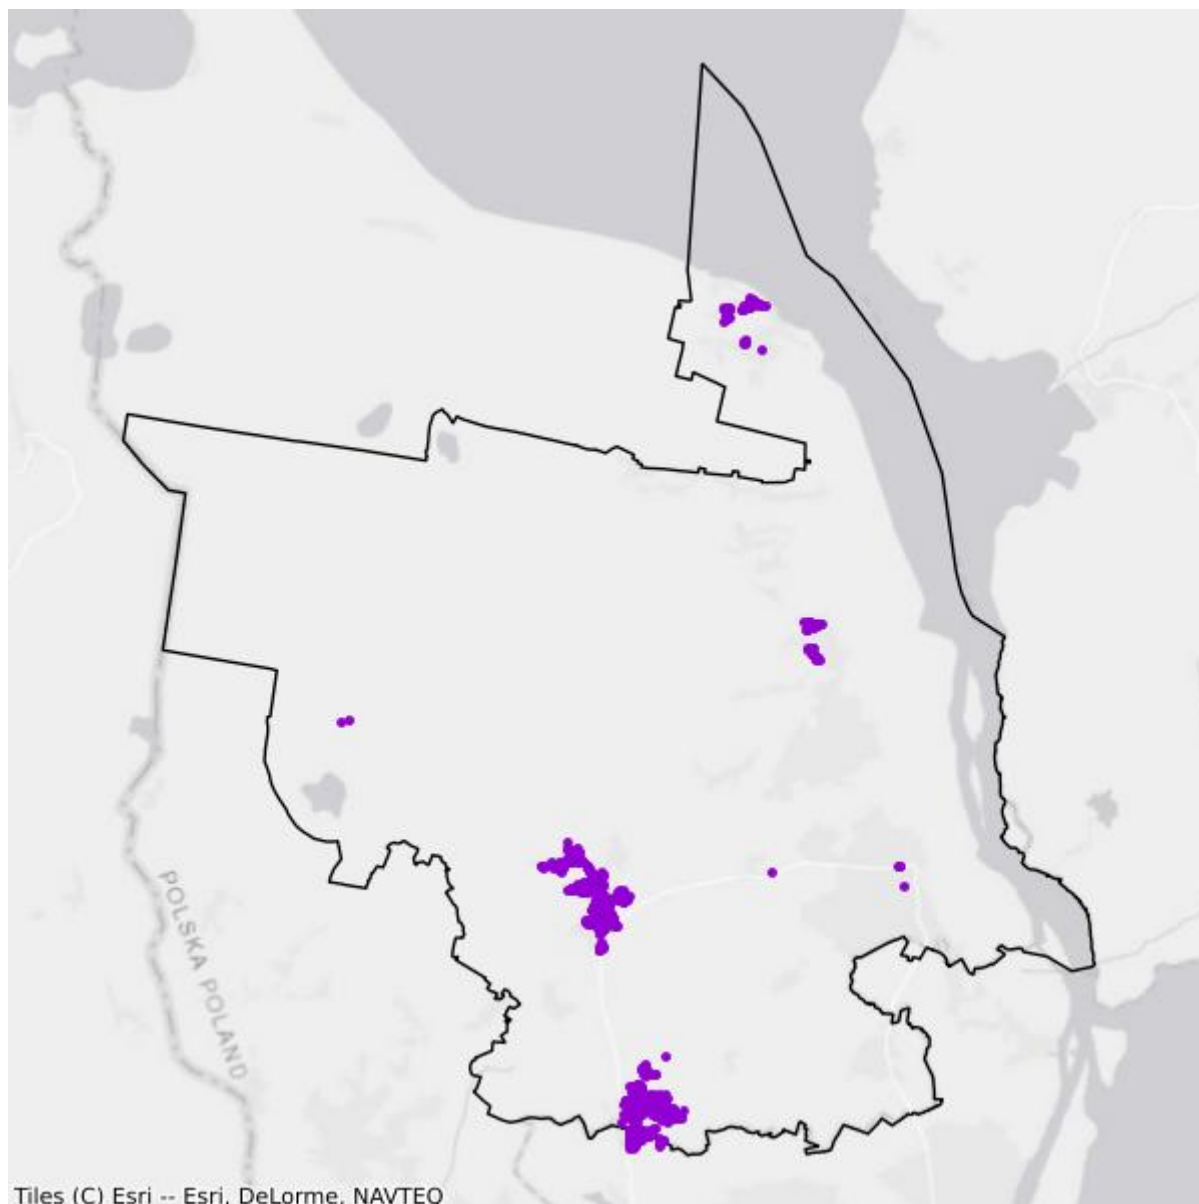 POLSKA POLAND
Tiles (C) Esri -- Esri, DeLorme, NAVTEQ